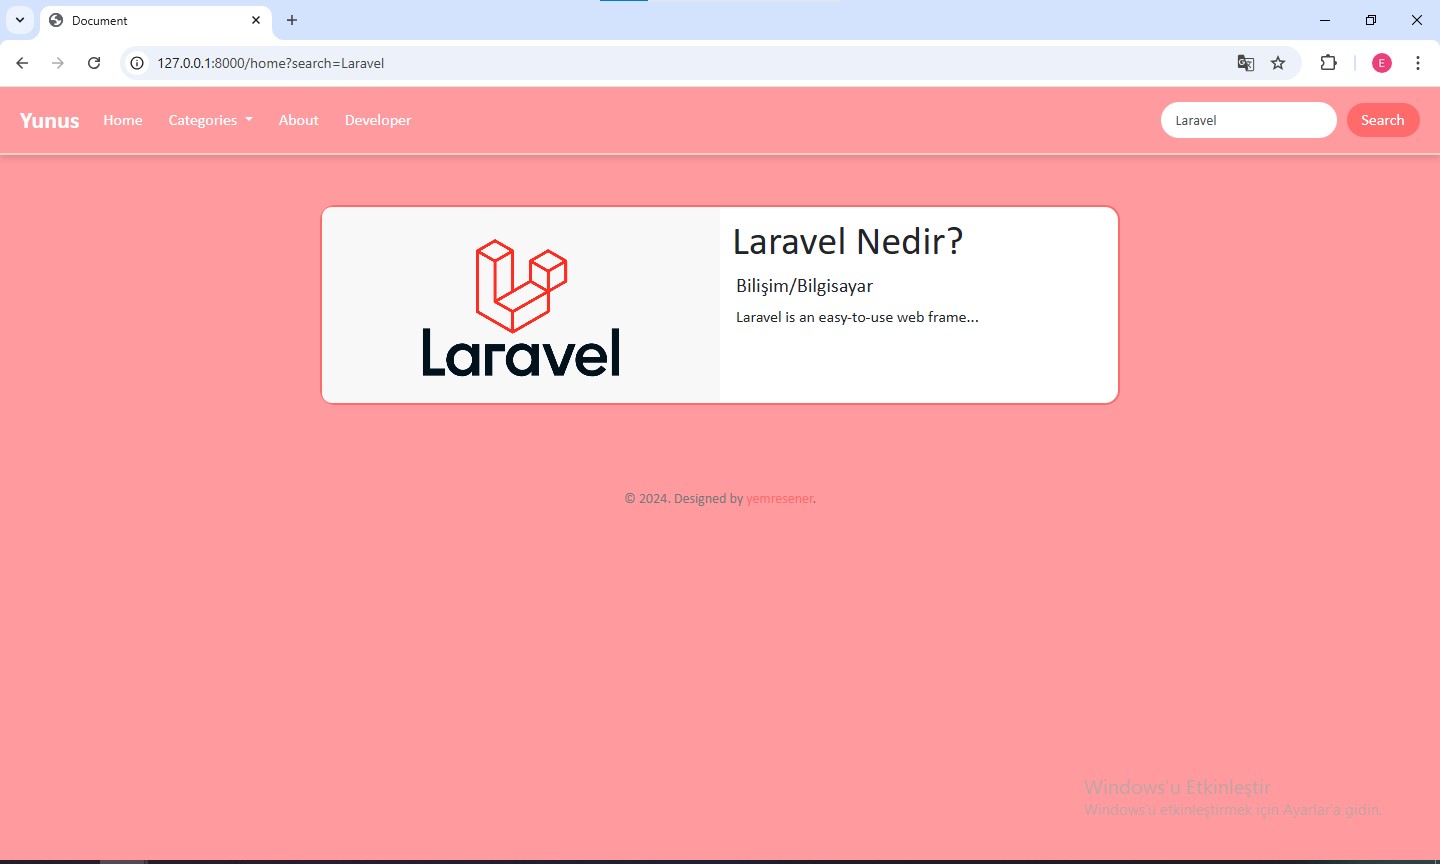 Document
127.0.0.1:8000/home?search=Laravel
E
Yunus Home Categories About Developer Laravel Search
Laravel
Laravel Nedir?
Bilişim/Bilgisayar
Laravel is an easy-to-use web frame...
© 2024. Designed by yemresener.
Windows'u Etkinleştir
Windows'u etkinleştirmek için Ayarlar'a gidin.